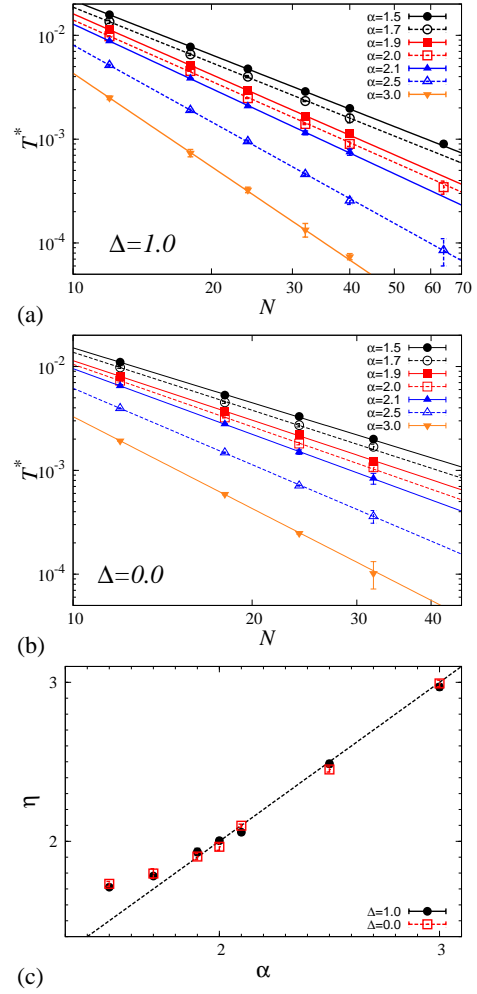 10⁻²
10⁻³
10⁻⁴
T*
α=1.5
α=1.7
α=1.9
α=2.0
α=2.1
α=2.5
α=3.0
Δ=1.0
10 20 30 40 50 60 70
N
(a)
10⁻²
10⁻³
10⁻⁴
T*
α=1.5
α=1.7
α=1.9
α=2.0
α=2.1
α=2.5
α=3.0
Δ=0.0
10 20 30 40
N
(b)
3
2
η
Δ=1.0
Δ=0.0
2 3
α
(c)